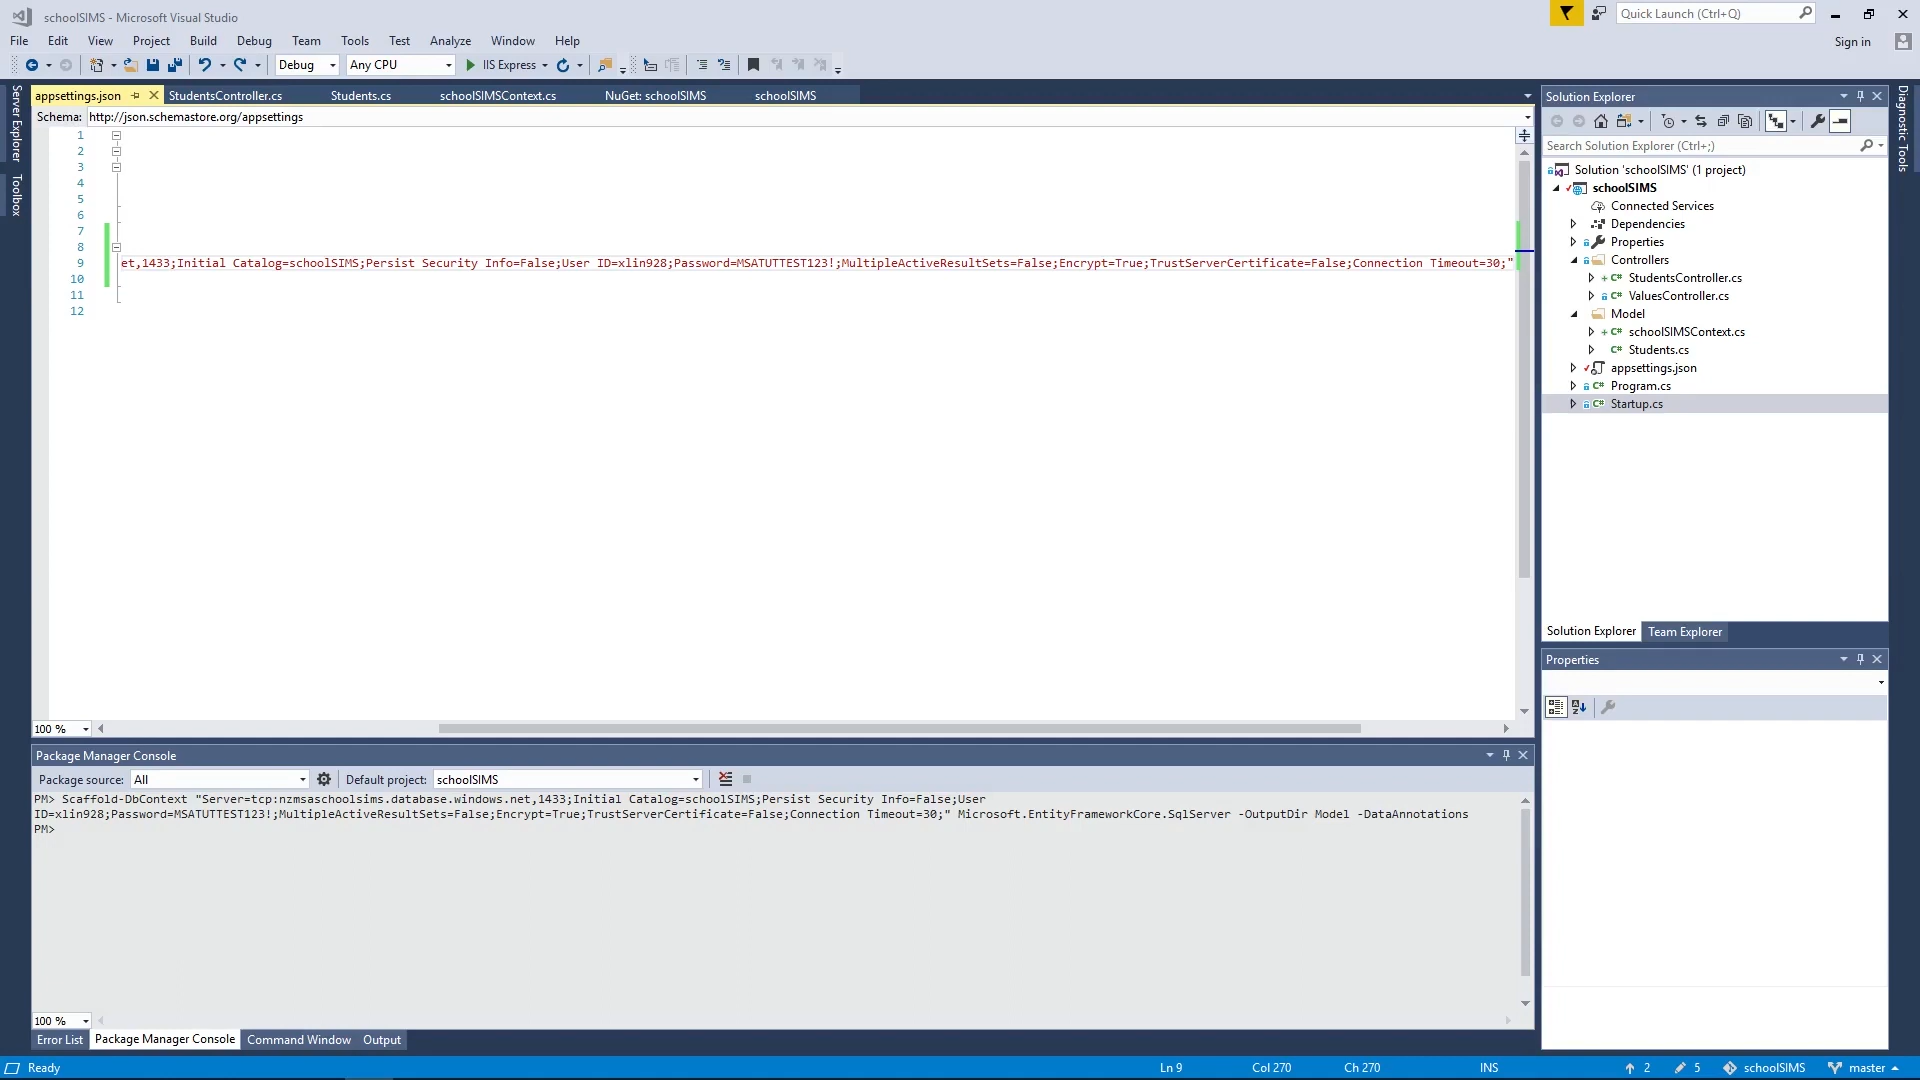 schoolSIMS - Microsoft Visual Studio
Quick Launch (Ctrl+Q)
File Edit View Project Build Debug Team Tools Test Analyze Window Help
Sign in
Debug Any CPU IIS Express
Server Explorer
Toolbox
appsettings.json StudentsController.cs Students.cs schoolSIMSContext.cs NuGet: schoolSIMS schoolSIMS
Schema: http://json.schemastore.org/appsettings
1
2
3
4
5
6
7
8
9 et,1433;Initial Catalog=schoolSIMS;Persist Security Info=False;User ID=xlin928;Password=MSATUTTEST123!;MultipleActiveResultSets=False;Encrypt=True;TrustServerCertificate=False;Connection Timeout=30;"
10
11
12
100 %
Package Manager Console
Package source: All Default project: schoolSIMS
PM> Scaffold-DbContext "Server=tcp:nzmsaschoolsims.database.windows.net,1433;Initial Catalog=schoolSIMS;Persist Security Info=False;User
ID=xlin928;Password=MSATUTTEST123!;MultipleActiveResultSets=False;Encrypt=True;TrustServerCertificate=False;Connection Timeout=30;" Microsoft.EntityFrameworkCore.SqlServer -OutputDir Model -DataAnnotations
PM>
100 %
Error List Package Manager Console Command Window Output
Solution Explorer
Search Solution Explorer (Ctrl+;)
Solution 'schoolSIMS' (1 project)
schoolSIMS
Connected Services
Dependencies
Properties
Controllers
StudentsController.cs
ValuesController.cs
Model
schoolSIMSContext.cs
Students.cs
appsettings.json
Program.cs
Startup.cs
Solution Explorer Team Explorer
Properties
Diagnostic Tools
Ready Ln 9 Col 270 Ch 270 INS 2 5 schoolSIMS master